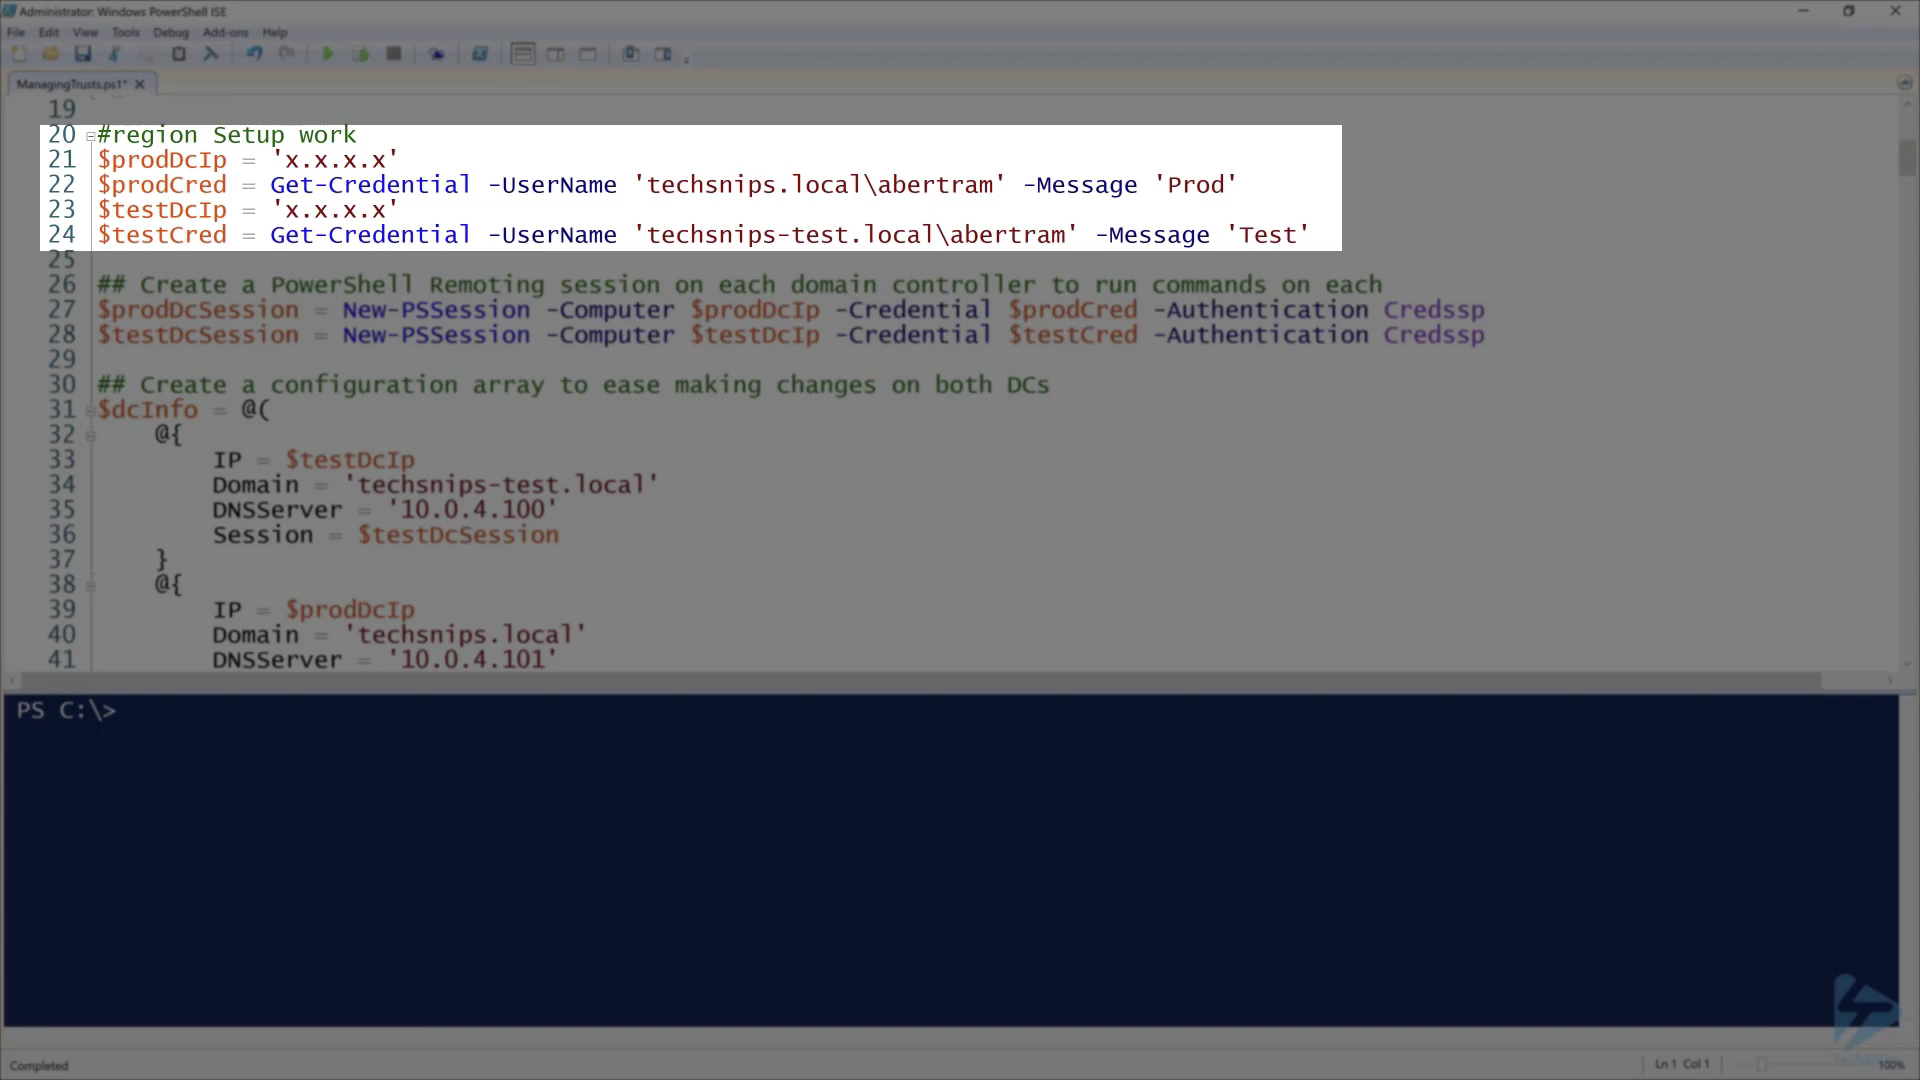 Administrator: Windows PowerShell ISE
File Edit View Tools Debug Add-ons Help
ManagingTrusts.ps1*
19
20 #region Setup work
21 $prodDcIp = 'x.x.x.x'
22 $prodCred = Get-Credential -UserName 'techsnips.local\abertram' -Message 'Prod'
23 $testDcIp = 'x.x.x.x'
24 $testCred = Get-Credential -UserName 'techsnips-test.local\abertram' -Message 'Test'
25
26 ## Create a PowerShell Remoting session on each domain controller to run commands on each
27 $prodDcSession = New-PSSession -Computer $prodDcIp -Credential $prodCred -Authentication Credssp
28 $testDcSession = New-PSSession -Computer $testDcIp -Credential $testCred -Authentication Credssp
29
30 ## Create a configuration array to ease making changes on both DCs
31 $dcInfo = @(
32 @{
33 IP = $testDcIp
34 Domain = 'techsnips-test.local'
35 DNSServer = '10.0.4.100'
36 Session = $testDcSession
37 }
38 @{
39 IP = $prodDcIp
40 Domain = 'techsnips.local'
41 DNSServer = '10.0.4.101'
PS C:\>
Completed
Ln 1 Col 1
100%